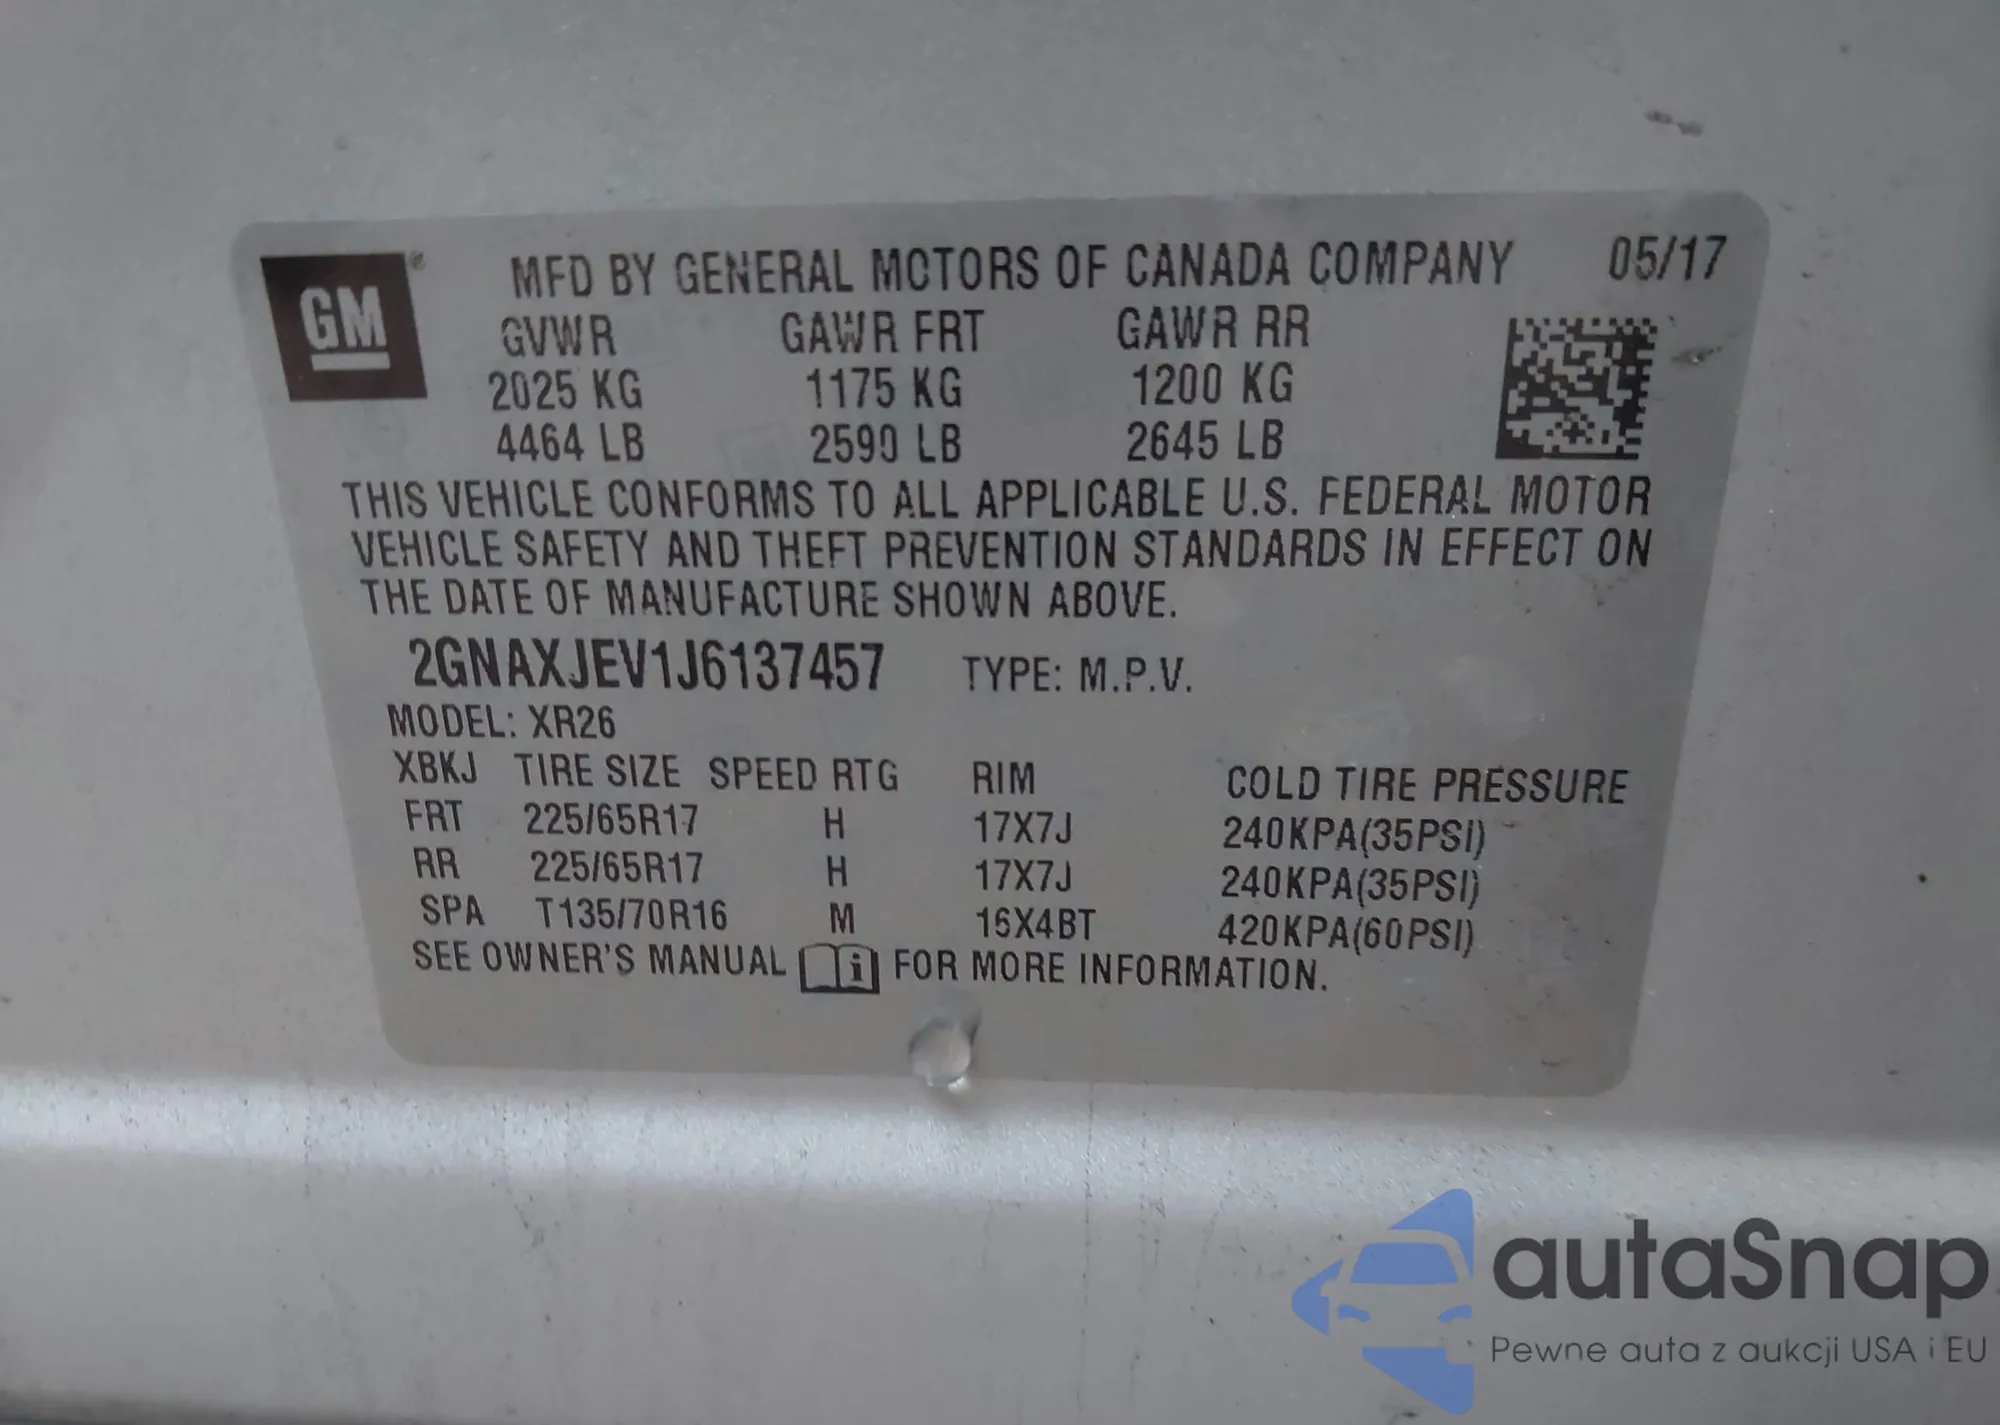 GM®
MFD BY GENERAL MOTORS OF CANADA COMPANY 05/17
GVWR GAWR FRT GAWR RR
2025 KG 1175 KG 1200 KG
4464 LB 2590 LB 2645 LB
THIS VEHICLE CONFORMS TO ALL APPLICABLE U.S. FEDERAL MOTOR
VEHICLE SAFETY AND THEFT PREVENTION STANDARDS IN EFFECT ON
THE DATE OF MANUFACTURE SHOWN ABOVE.
2GNAXJEV1J6137457 TYPE: M.P.V.
MODEL: XR26
XBKJ TIRE SIZE SPEED RTG RIM COLD TIRE PRESSURE
FRT 225/65R17 H 17X7J 240KPA(35PSI)
RR 225/65R17 H 17X7J 240KPA(35PSI)
SPA T135/70R16 M 16X4BT 420KPA(60PSI)
SEE OWNER'S MANUAL i FOR MORE INFORMATION.
autaSnap
Pewne auta z aukcji USA i EU